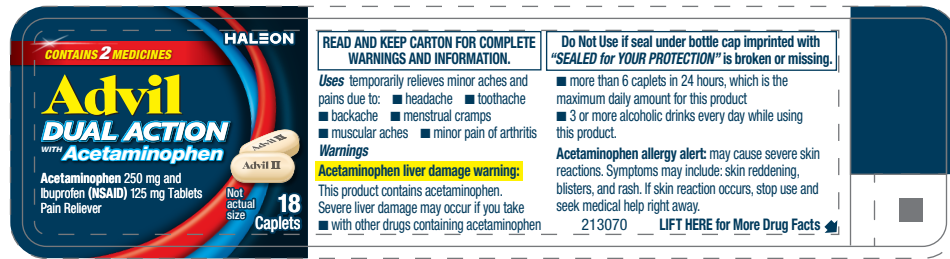 HALEON
CONTAINS 2 MEDICINES
Advil
DUAL ACTION
WITH Acetaminophen
Acetaminophen 250 mg and
Ibuprofen (NSAID) 125 mg Tablets
Pain Reliever
Advil II
Advil II
Not
actual
size
18
Caplets
READ AND KEEP CARTON FOR COMPLETE
WARNINGS AND INFORMATION.
Uses temporarily relieves minor aches and
pains due to: ■ headache ■ toothache
■ backache ■ menstrual cramps
■ muscular aches ■ minor pain of arthritis
Warnings
Acetaminophen liver damage warning:
This product contains acetaminophen.
Severe liver damage may occur if you take
■ with other drugs containing acetaminophen
Do Not Use if seal under bottle cap imprinted with
"SEALED for YOUR PROTECTION" is broken or missing.
■ more than 6 caplets in 24 hours, which is the
maximum daily amount for this product
■ 3 or more alcoholic drinks every day while using
this product.
Acetaminophen allergy alert: may cause severe skin
reactions. Symptoms may include: skin reddening,
blisters, and rash. If skin reaction occurs, stop use and
seek medical help right away.
213070 LIFT HERE for More Drug Facts